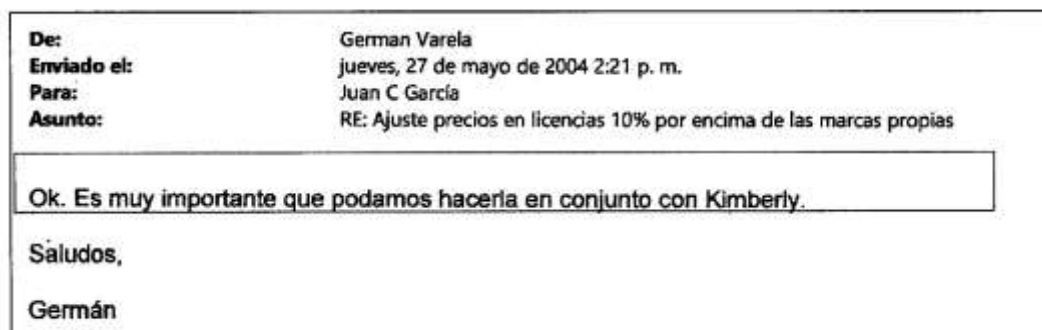 De: German Varela
Enviado el: jueves, 27 de mayo de 2004 2:21 p. m.
Para: Juan C García
Asunto: RE: Ajuste precios en licencias 10% por encima de las marcas propias
Ok. Es muy importante que podamos hacerla en conjunto con Kimberly.
Saludos,
Germán